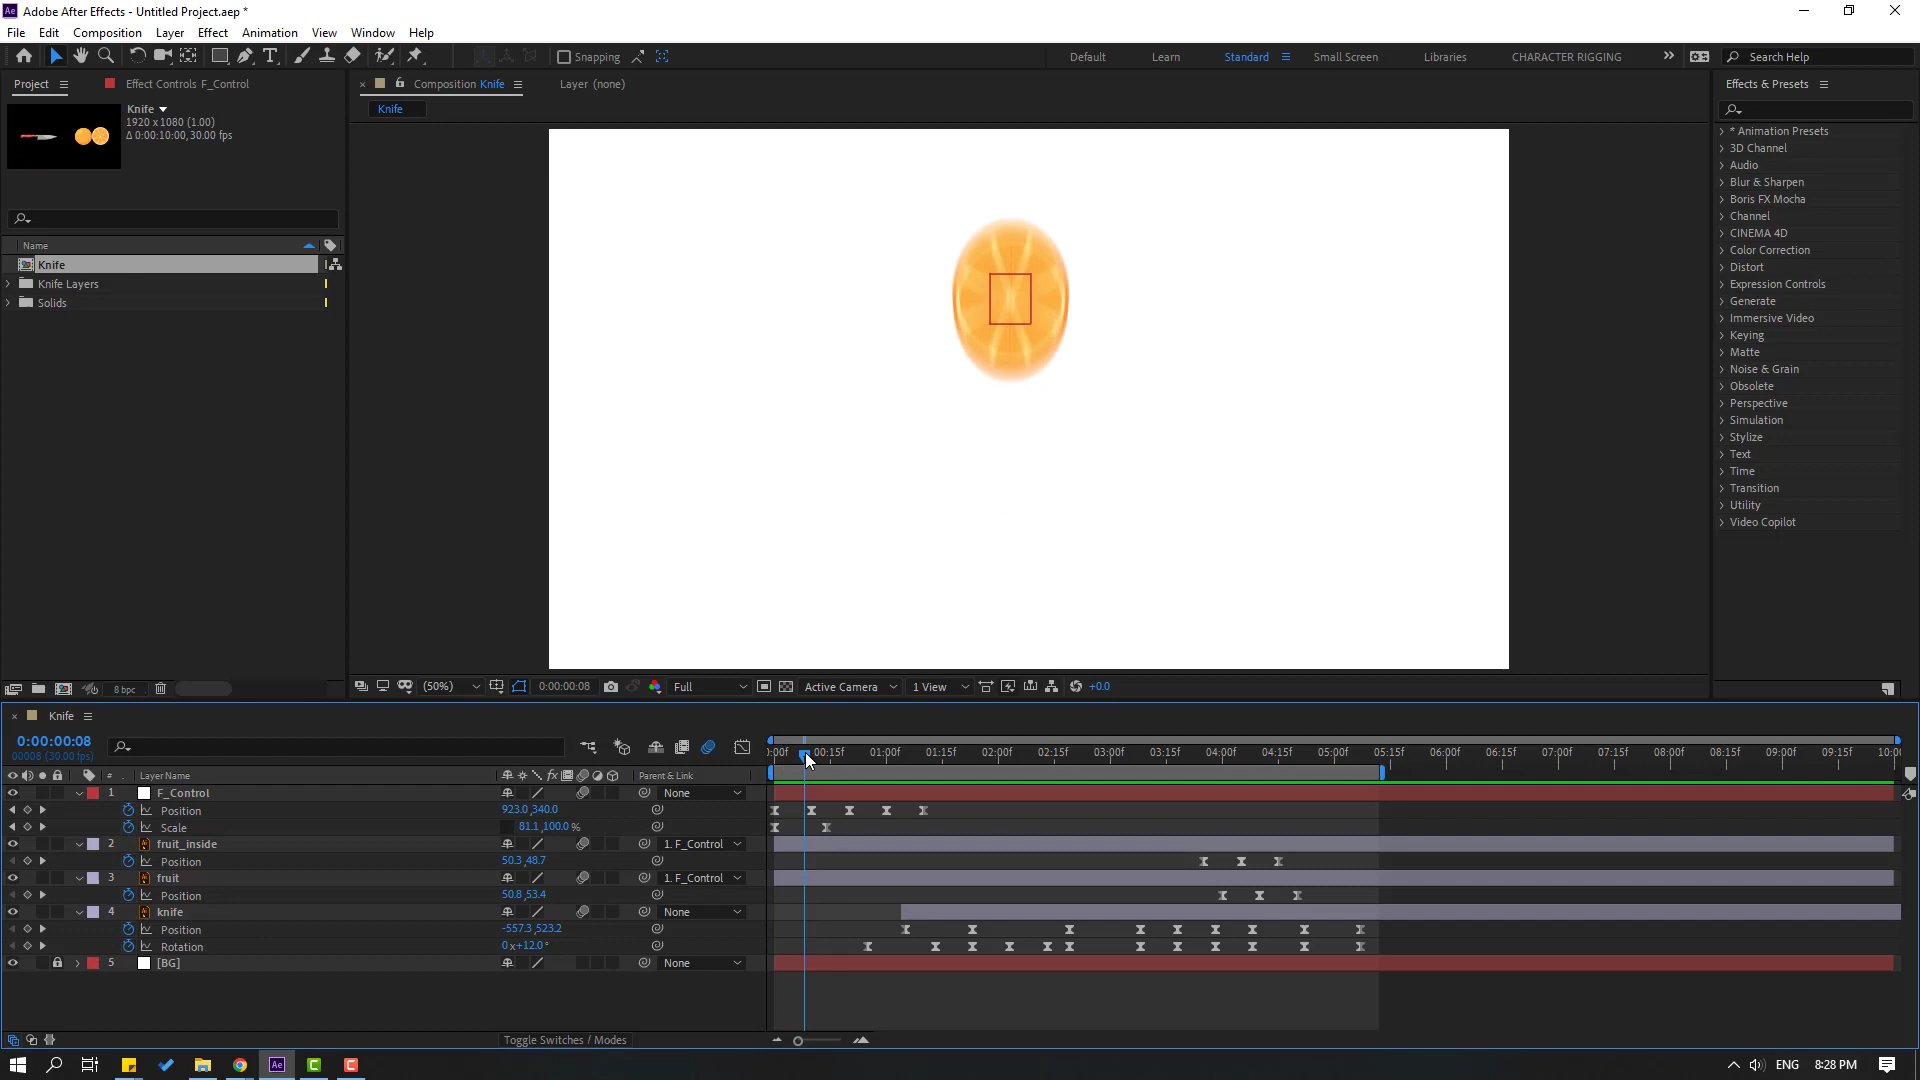 Adobe After Effects - Untitled Project.aep *
File Edit Composition Layer Effect Animation View Window Help
Snapping
Default Learn Standard Small Screen Libraries CHARACTER RIGGING
Search Help
Project
Effect Controls F_Control
Composition Knife
Layer (none)
Effects & Presets
Knife
1920 x 1080 (1.00)
Δ 0:00:10:00, 30.00 fps
Knife
Name
Knife
Knife Layers
Solids
* Animation Presets
3D Channel
Audio
Blur & Sharpen
Boris FX Mocha
Channel
CINEMA 4D
Color Correction
Distort
Expression Controls
Generate
Immersive Video
Keying
Matte
Noise & Grain
Obsolete
Perspective
Simulation
Stylize
Text
Time
Transition
Utility
Video Copilot
8 bpc
(50%) 0:00:00:08 Full Active Camera 1 View +0.0
Knife
0:00:00:08
00008 (30.00 fps)
:00f 00:15f 01:00f 01:15f 02:00f 02:15f 03:00f 03:15f 04:00f 04:15f 05:00f 05:15f 06:00f 06:15f 07:00f 07:15f 08:00f 08:15f 09:00f 09:15f 10:00
# Layer Name Parent & Link
1 F_Control None
Position 923.0,340.0
Scale 81.1,100.0 %
2 fruit_inside 1. F_Control
Position 50.3,48.7
3 fruit 1. F_Control
Position 50.8,53.4
4 knife None
Position -557.3,523.2
Rotation 0x+12.0°
5 [BG] None
Toggle Switches / Modes
ENG 8:28 PM